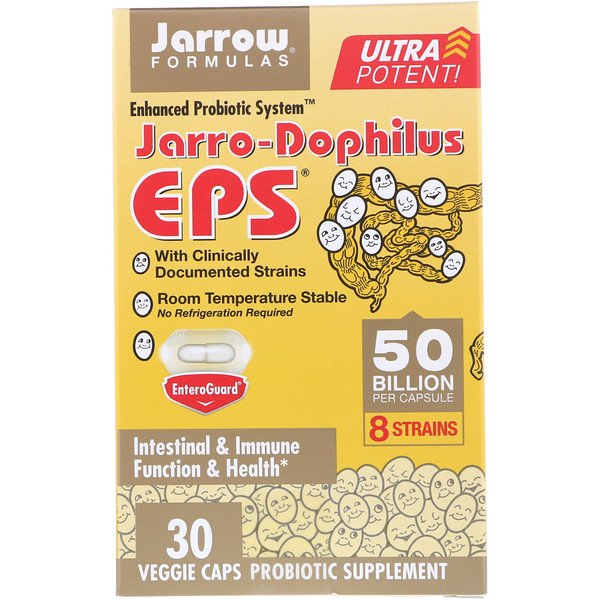 Jarrow
FORMULAS®
ULTRA
POTENT!
Enhanced Probiotic System™
Jarro-Dophilus
EPS®
With Clinically
Documented Strains
Room Temperature Stable
No Refrigeration Required
EnteroGuard®
50
BILLION
PER CAPSULE
8 STRAINS
Intestinal & Immune
Function & Health*
30
VEGGIE CAPS PROBIOTIC SUPPLEMENT